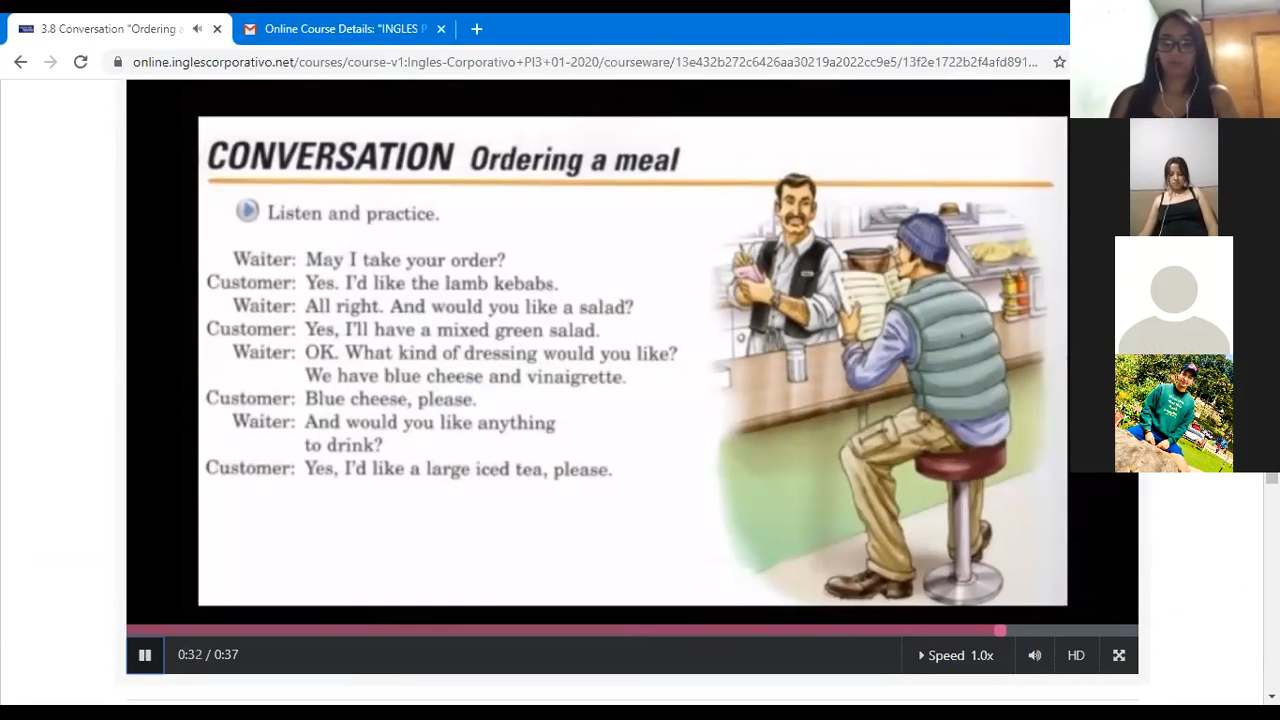 3.8 Conversation "Ordering a
Online Course Details: "INGLES P
online.inglescorporativo.net/courses/course-v1:Ingles-Corporativo+PI3+01-2020/courseware/13e432b272c6426aa30219a2022cc9e5/13f2e1722b2f4afd891...
CONVERSATION Ordering a meal
Listen and practice.
Waiter: May I take your order?
Customer: Yes. I'd like the lamb kebabs.
Waiter: All right. And would you like a salad?
Customer: Yes, I'll have a mixed green salad.
Waiter: OK. What kind of dressing would you like?
We have blue cheese and vinaigrette.
Customer: Blue cheese, please.
Waiter: And would you like anything
to drink?
Customer: Yes, I'd like a large iced tea, please.
0:32 / 0:37
Speed 1.0x
HD